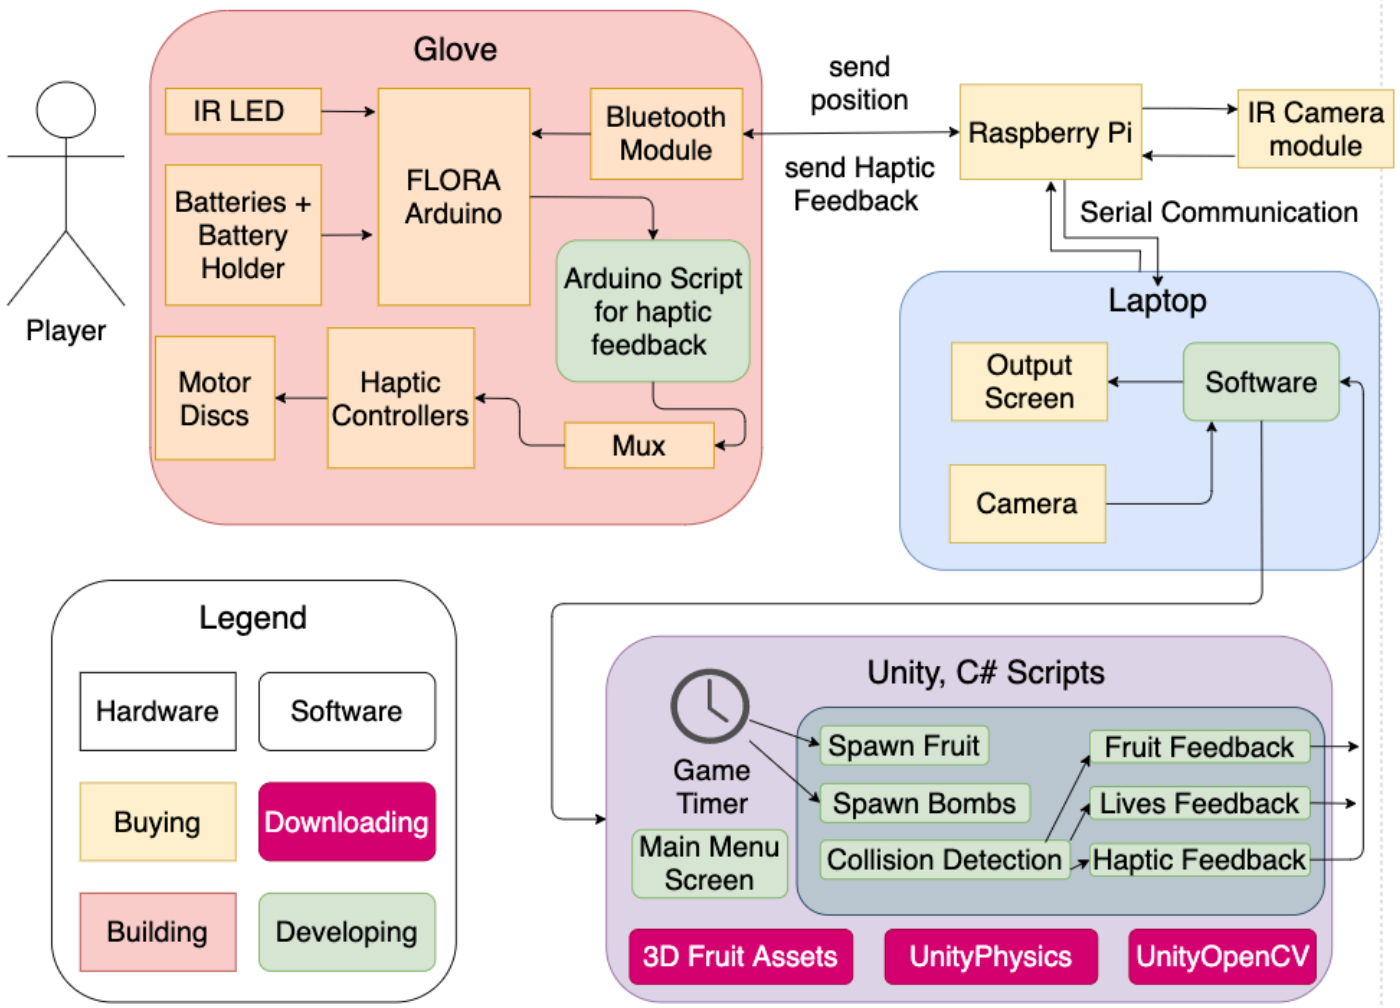 Glove
IR LED
Batteries +
Battery
Holder
FLORA
Arduino
Bluetooth
Module
Arduino Script
for haptic
feedback
Motor
Discs
Haptic
Controllers
Mux
Player
send
position
send Haptic
Feedback
Raspberry Pi
IR Camera
module
Serial Communication
Laptop
Output
Screen
Software
Camera
Legend
Hardware
Software
Buying
Downloading
Building
Developing
Unity, C# Scripts
Game
Timer
Main Menu
Screen
Spawn Fruit
Spawn Bombs
Collision Detection
Fruit Feedback
Lives Feedback
Haptic Feedback
3D Fruit Assets
UnityPhysics
UnityOpenCV